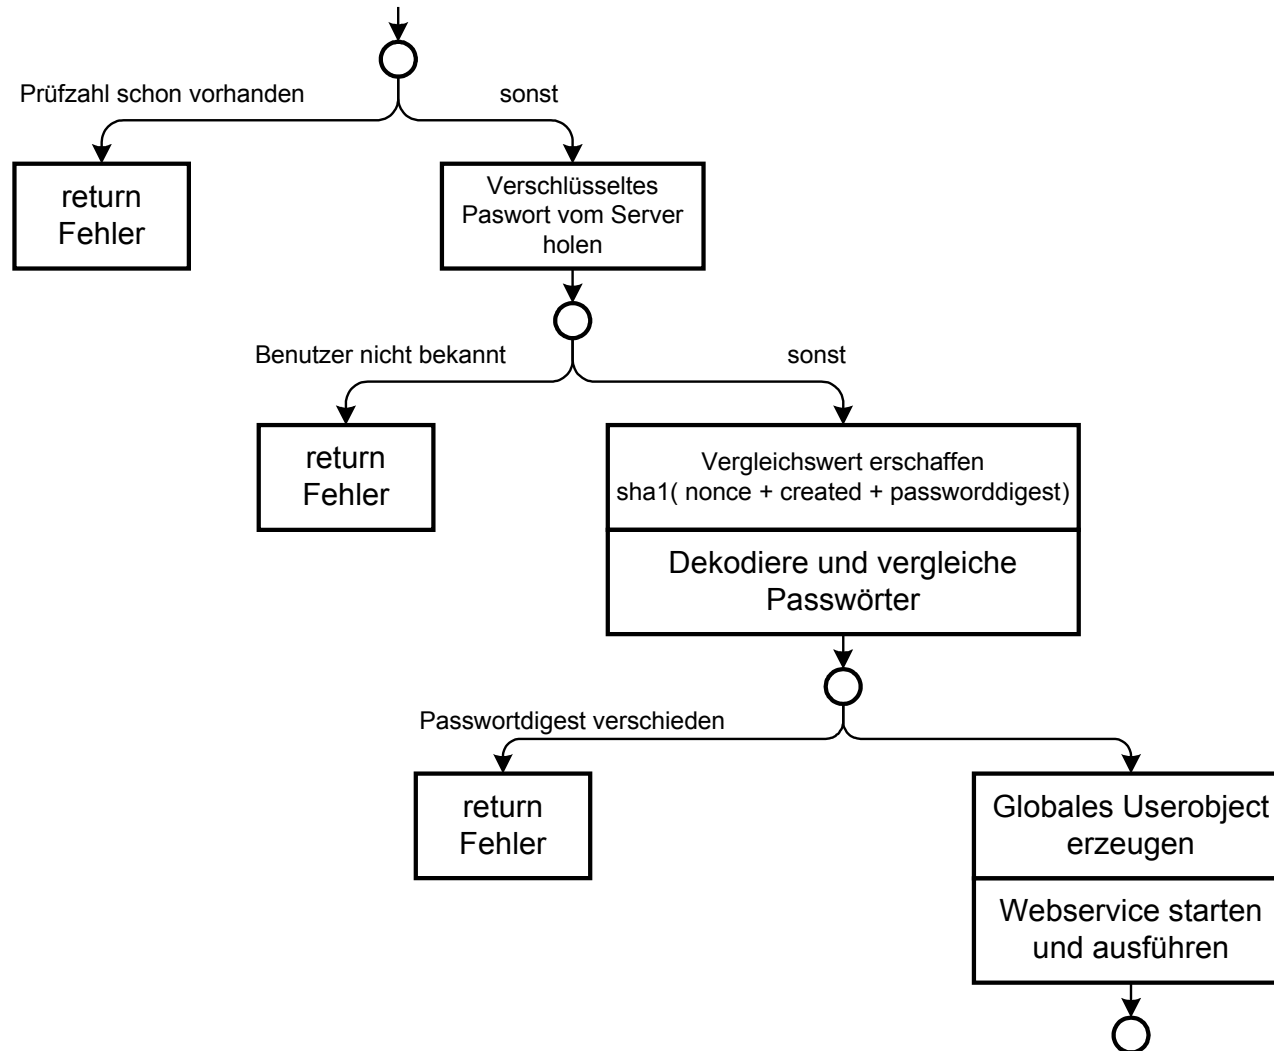 Prüfzahl schon vorhanden
sonst
return
Fehler
Verschlüsseltes
Paswort vom Server
holen
Benutzer nicht bekannt
sonst
return
Fehler
Vergleichswert erschaffen
sha1( nonce + created + passworddigest)
Dekodiere und vergleiche
Passwörter
Passwortdigest verschieden
return
Fehler
Globales Userobject
erzeugen
Webservice starten
und ausführen